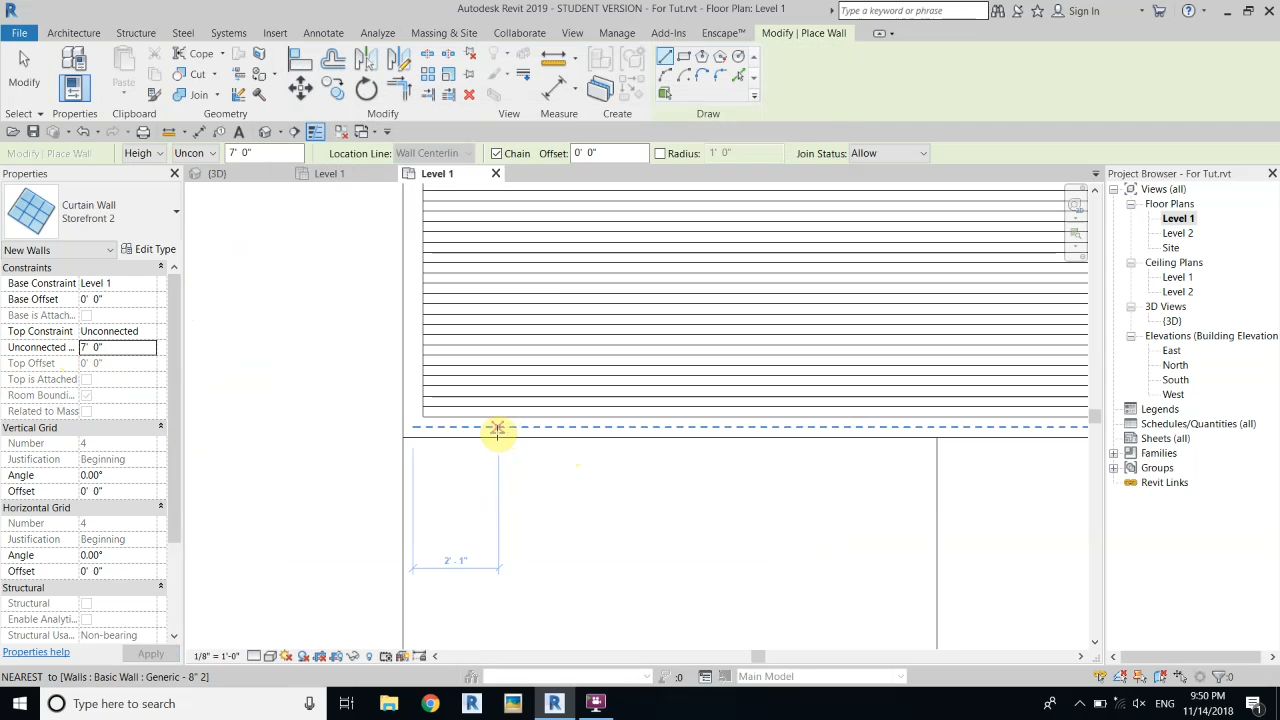 Autodesk Revit 2019 - STUDENT VERSION - For Tut.rvt - Floor Plan: Level 1
Type a keyword or phrase
Sign In
File Architecture Structure Steel Systems Insert Annotate Analyze Massing & Site Collaborate View Manage Add-Ins Enscape™ Modify | Place Wall
Modify Paste Cope Cut Join
Select Properties Clipboard Geometry Modify View Measure Create Draw
Modify | Place Wall Heigh Uncon 7' 0" Location Line: Wall Centerlin Chain Offset: 0' 0" Radius: 1' 0" Join Status: Allow
Properties
{3D}
Level 1
Level 1
Project Browser - For Tut.rvt
Curtain Wall
Storefront 2
New Walls Edit Type
Constraints
Base Constraint Level 1
Base Offset 0' 0"
Base is Attach...
Top Constraint Unconnected
Unconnected ... 7' 0"
Top Offset 0' 0"
Top is Attached
Room Boundi...
Related to Mass
Vertical Grid
Number 4
Justification Beginning
Angle 0.00°
Offset 0' 0"
Horizontal Grid
Number 4
Justification Beginning
Angle 0.00°
Offset 0' 0"
Structural
Structural
Enable Analyti...
Structural Usa... Non-bearing
Properties help Apply
2' - 1"
1/8" = 1'-0"
Views (all)
Floor Plans
Level 1
Level 2
Site
Ceiling Plans
Level 1
Level 2
3D Views
{3D}
Elevations (Building Elevation
East
North
South
West
Legends
Schedules/Quantities (all)
Sheets (all)
Families
Groups
Revit Links
NEAREST to [Walls : Basic Wall : Generic - 8" 2]
:0
Main Model
:0
Type here to search
9:50 PM
11/14/2018